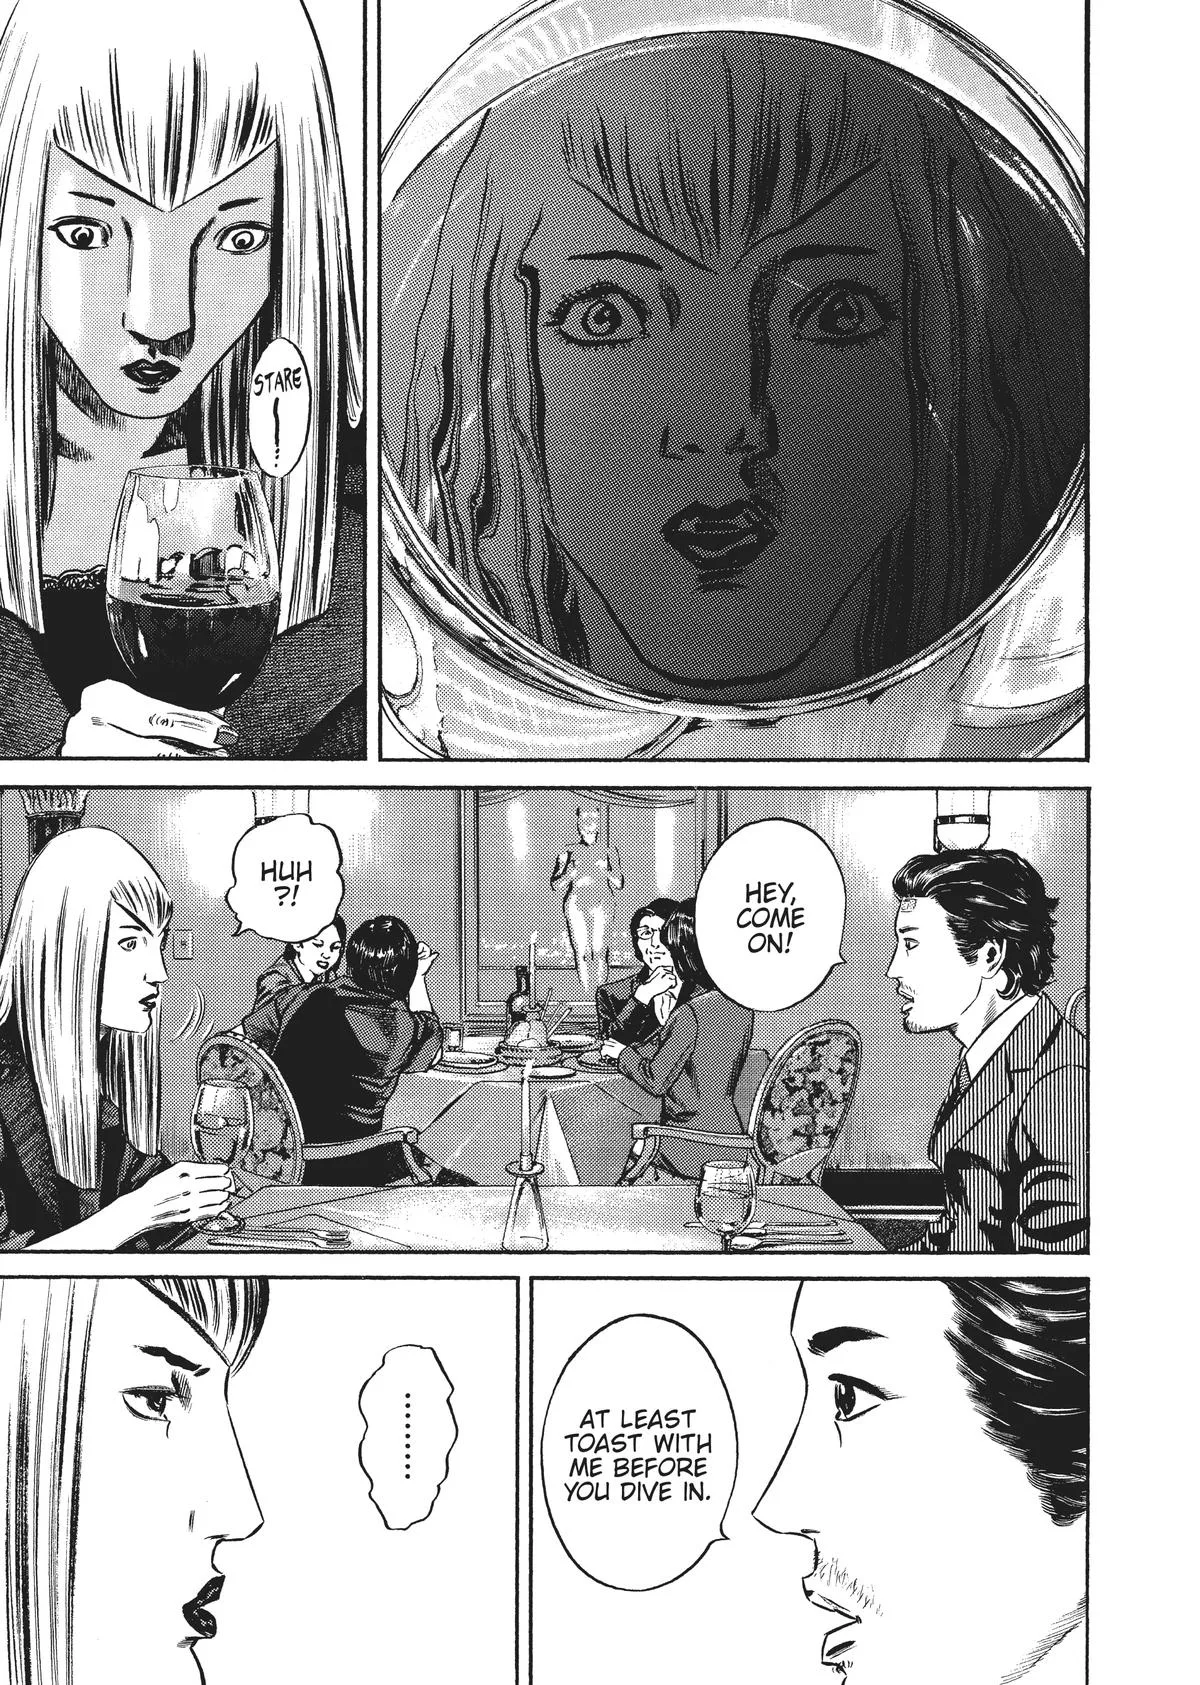 STARE
HEY,
COME
ON!
HUH
?!
AT LEAST
TOAST WITH
ME BEFORE
YOU DIVE IN.
.........